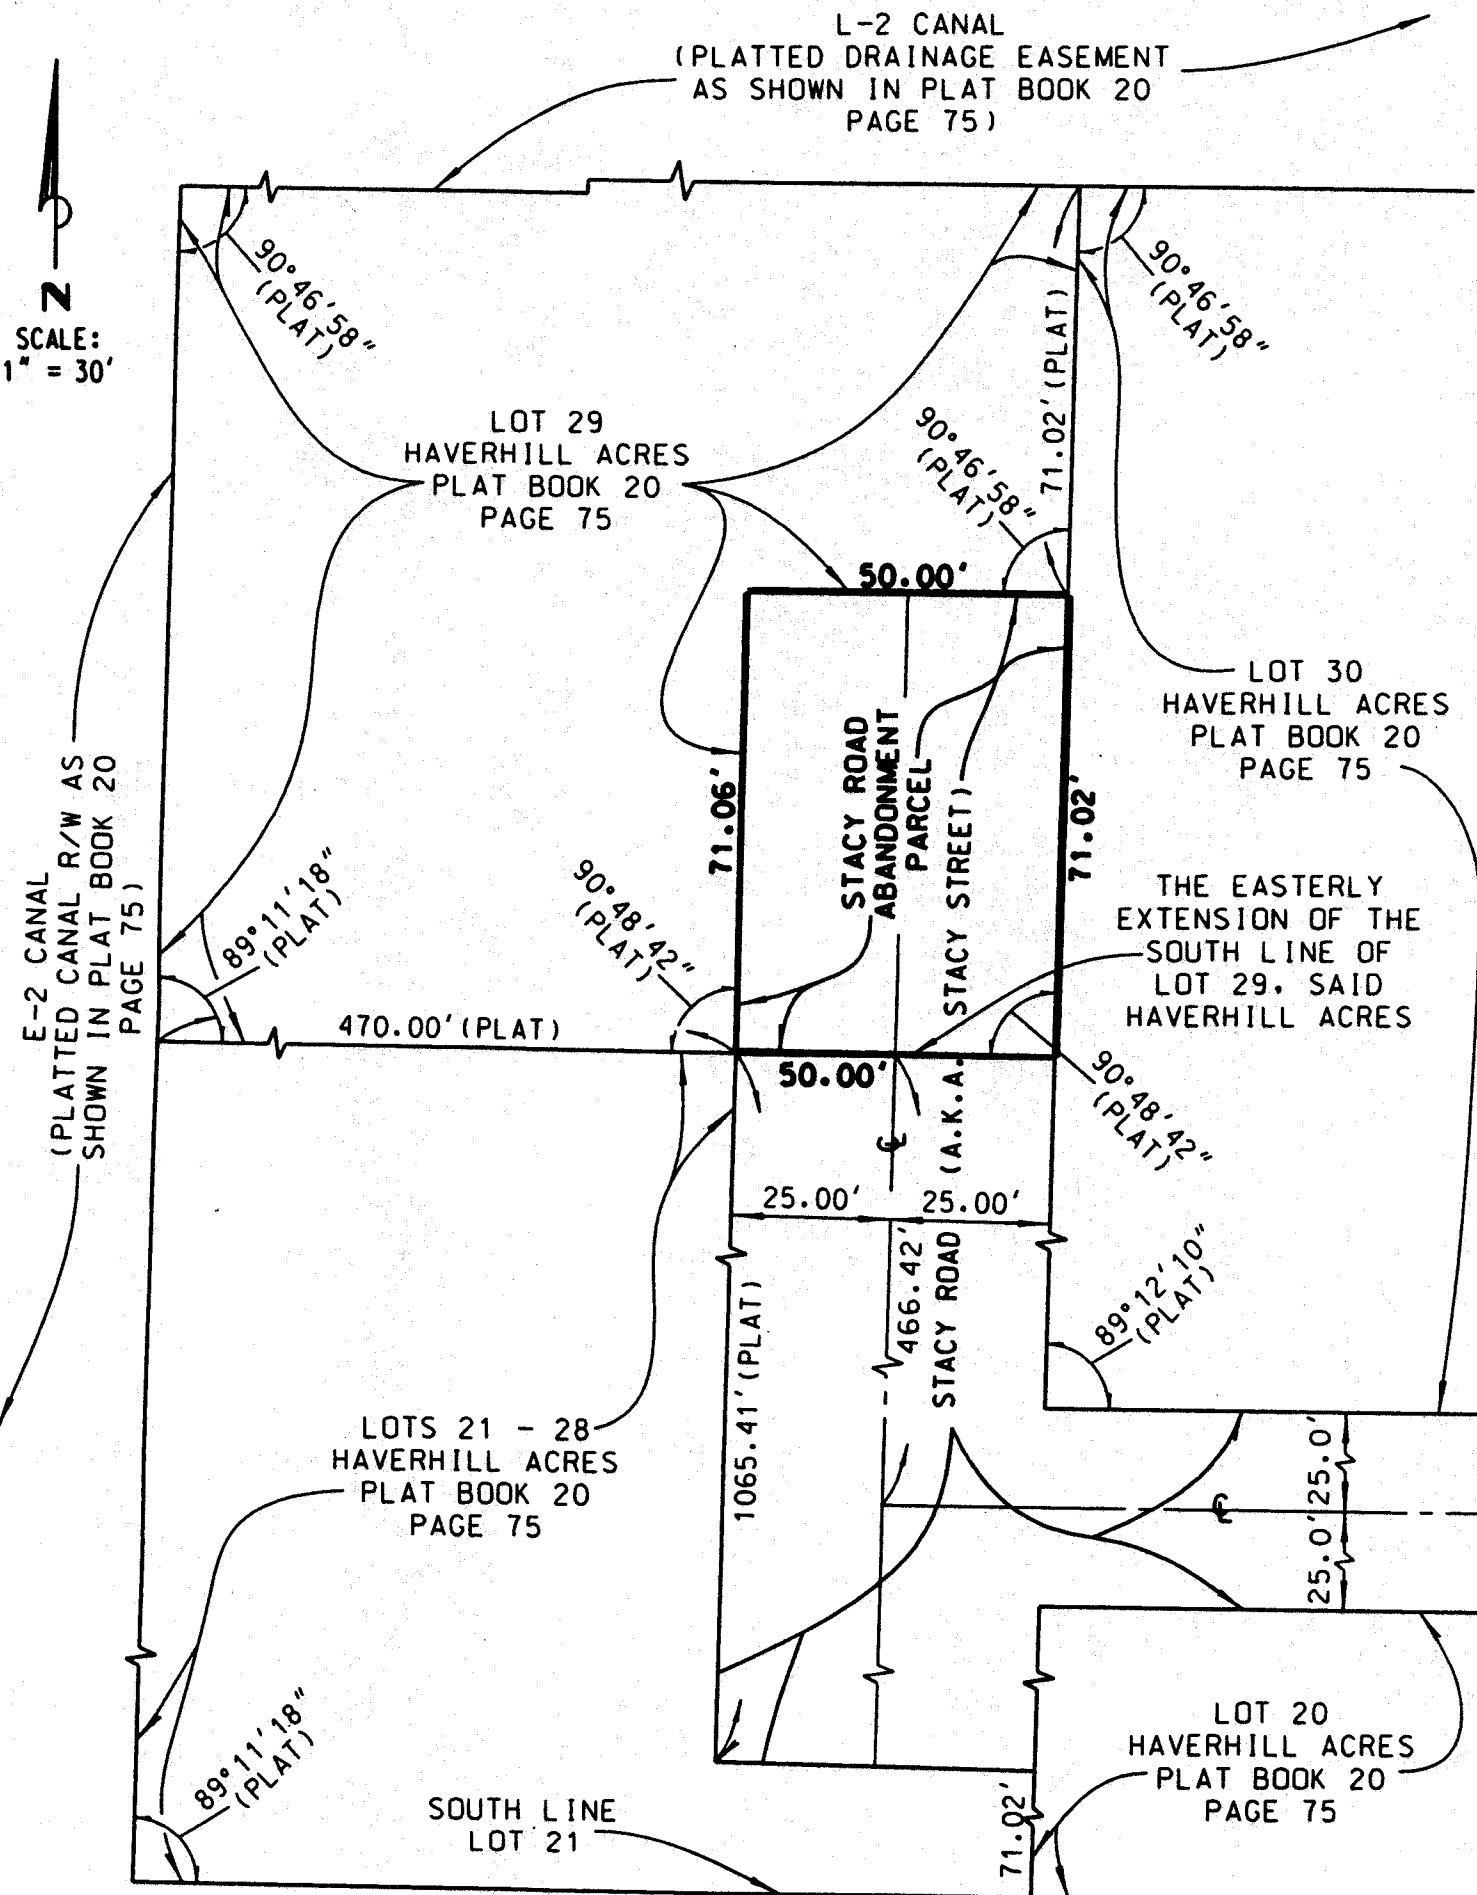 L-2 CANAL
(PLATTED DRAINAGE EASEMENT
AS SHOWN IN PLAT BOOK 20
PAGE 75)
N
SCALE:
1" = 30'
90°46'58"
(PLAT)
90°46'58"
(PLAT)
71.02'(PLAT)
LOT 29
HAVERHILL ACRES
PLAT BOOK 20
PAGE 75
90°46'58"
(PLAT)
50.00'
LOT 30
HAVERHILL ACRES
PLAT BOOK 20
PAGE 75
E-2 CANAL
(PLATTED CANAL R/W AS
SHOWN IN PLAT BOOK 20
PAGE 75)
71.06'
STACY ROAD
ABANDONMENT
PARCEL
71.02'
89°11'18"
(PLAT)
90°48'42"
(PLAT)
THE EASTERLY
EXTENSION OF THE
SOUTH LINE OF
LOT 29. SAID
HAVERHILL ACRES
470.00'(PLAT)
50.00'
90°48'42"
(PLAT)
℄
25.00'
25.00'
STACY ROAD (A.K.A. STACY STREET)
466.42'
1065.41'(PLAT)
89°12'10"
(PLAT)
LOTS 21 - 28
HAVERHILL ACRES
PLAT BOOK 20
PAGE 75
25.0'
25.0'
℄
89°11'18"
(PLAT)
SOUTH LINE
LOT 21
71.02'
LOT 20
HAVERHILL ACRES
PLAT BOOK 20
PAGE 75